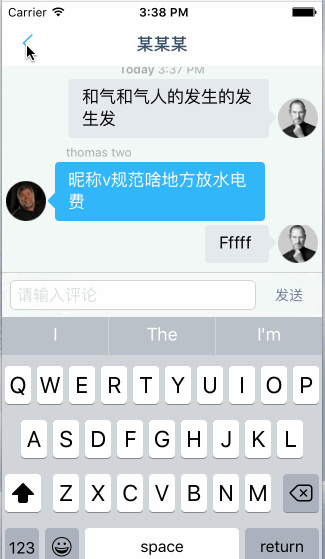 Carrier 3:38 PM
某某某
Today 3:37 PM
和气和气人的发生的发
生发
thomas two
昵称v规范啥地方放水电
费
Fffff
请输入评论 发送
I The I'm
Q W E R T Y U I O P
A S D F G H J K L
Z X C V B N M
123 space return